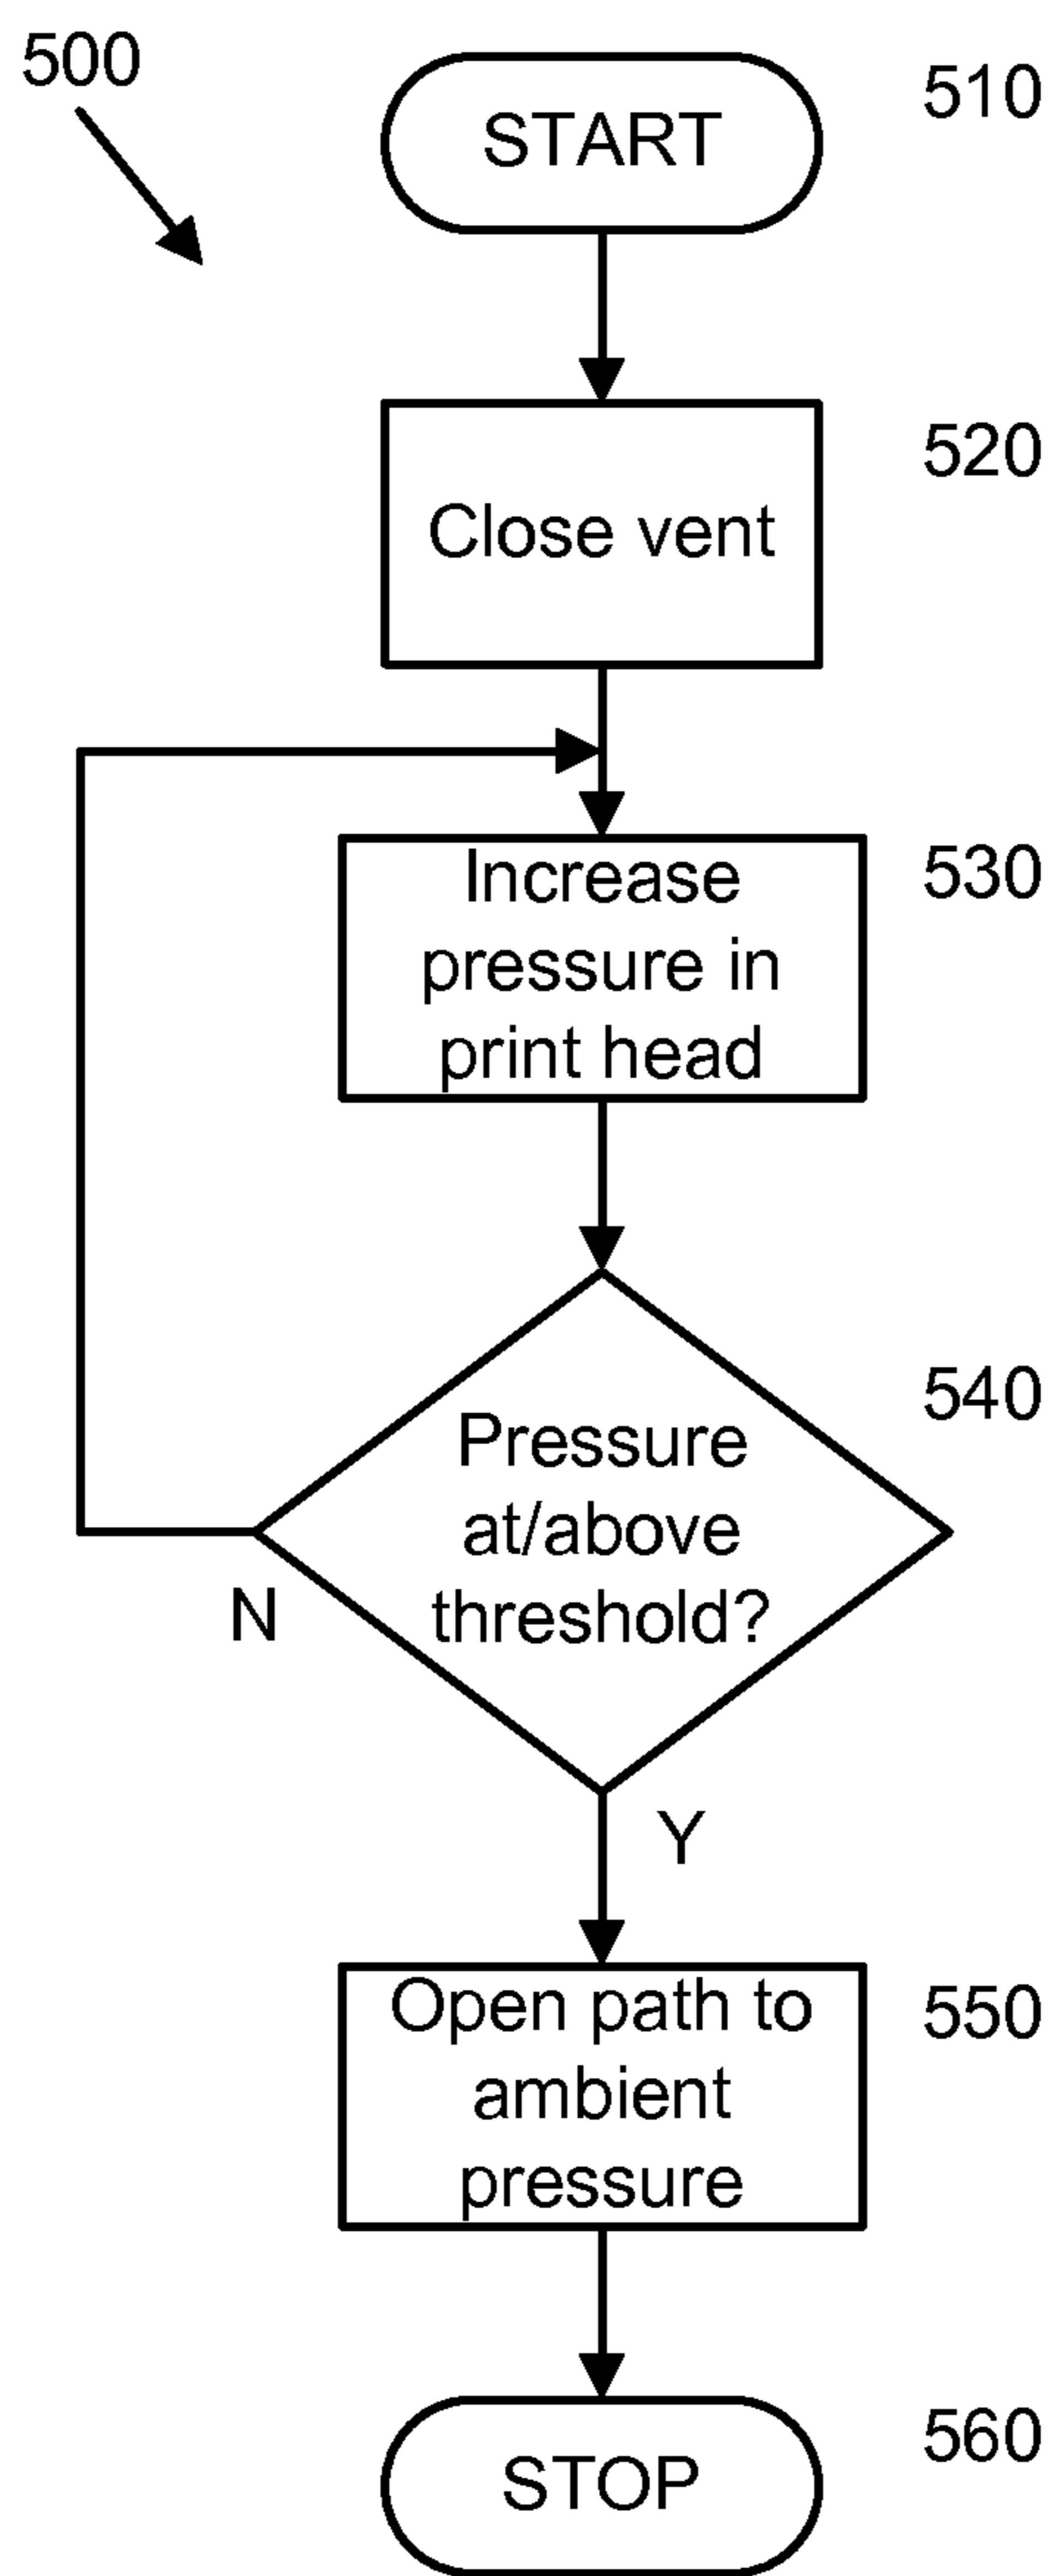 500
START
510
Close vent
520
Increase
pressure in
print head
530
Pressure
at/above
threshold?
540
N
Y
Open path to
ambient
pressure
550
STOP
560